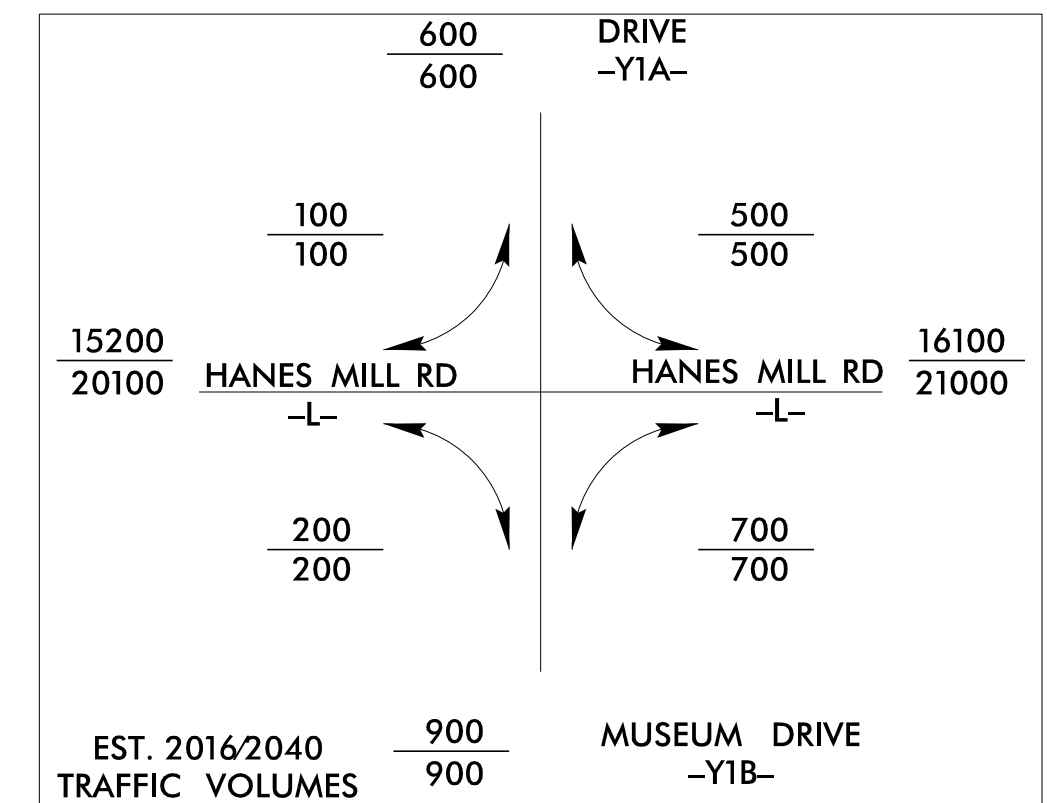 600
600
DRIVE
–Y1A–
100
100
500
500
15200
20100
HANES MILL RD
–L–
HANES MILL RD
–L–
16100
21000
200
200
700
700
EST. 2016/2040
TRAFFIC VOLUMES
900
900
MUSEUM DRIVE
–Y1B–